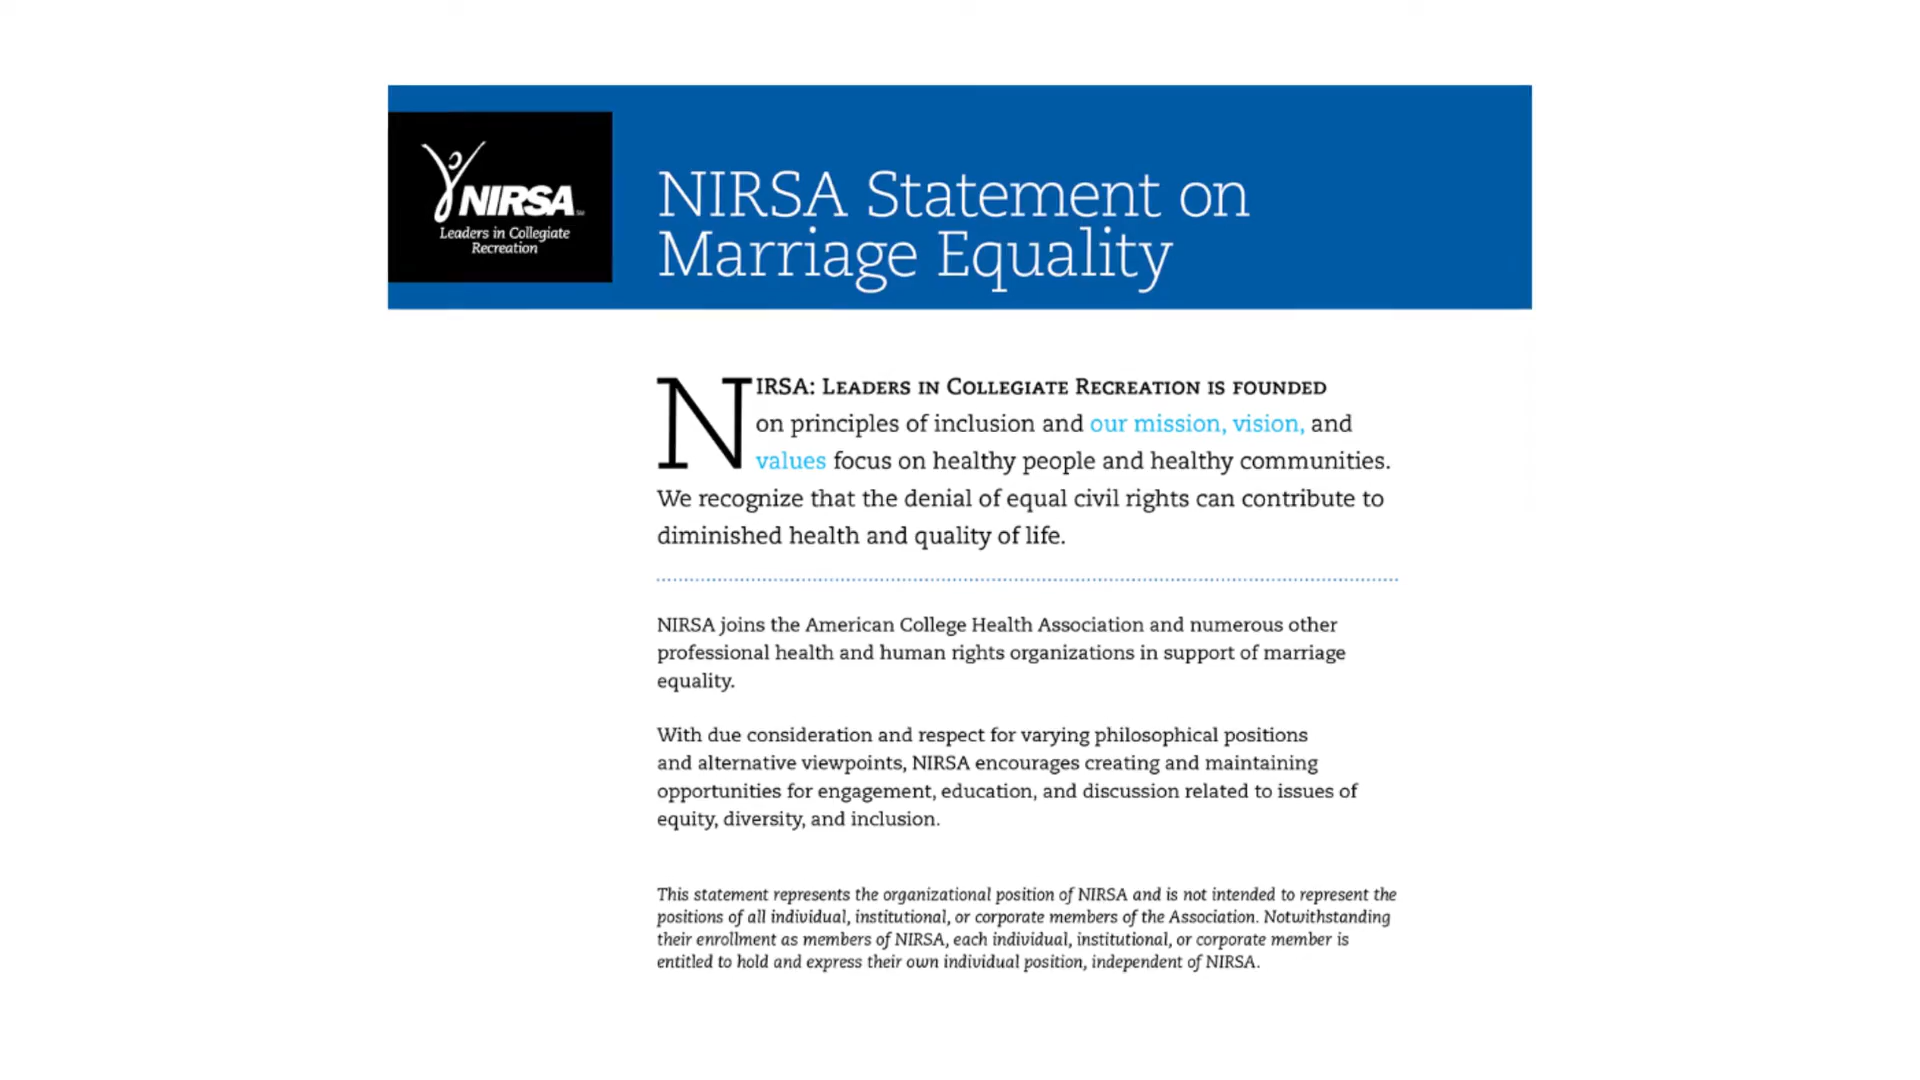 NIRSA
Leaders in Collegiate
Recreation
NIRSA Statement on
Marriage Equality
NIRSA: Leaders in Collegiate Recreation is founded
on principles of inclusion and our mission, vision, and
values focus on healthy people and healthy communities.
We recognize that the denial of equal civil rights can contribute to
diminished health and quality of life.
NIRSA joins the American College Health Association and numerous other
professional health and human rights organizations in support of marriage
equality.
With due consideration and respect for varying philosophical positions
and alternative viewpoints, NIRSA encourages creating and maintaining
opportunities for engagement, education, and discussion related to issues of
equity, diversity, and inclusion.
This statement represents the organizational position of NIRSA and is not intended to represent the
positions of all individual, institutional, or corporate members of the Association. Notwithstanding
their enrollment as members of NIRSA, each individual, institutional, or corporate member is
entitled to hold and express their own individual position, independent of NIRSA.